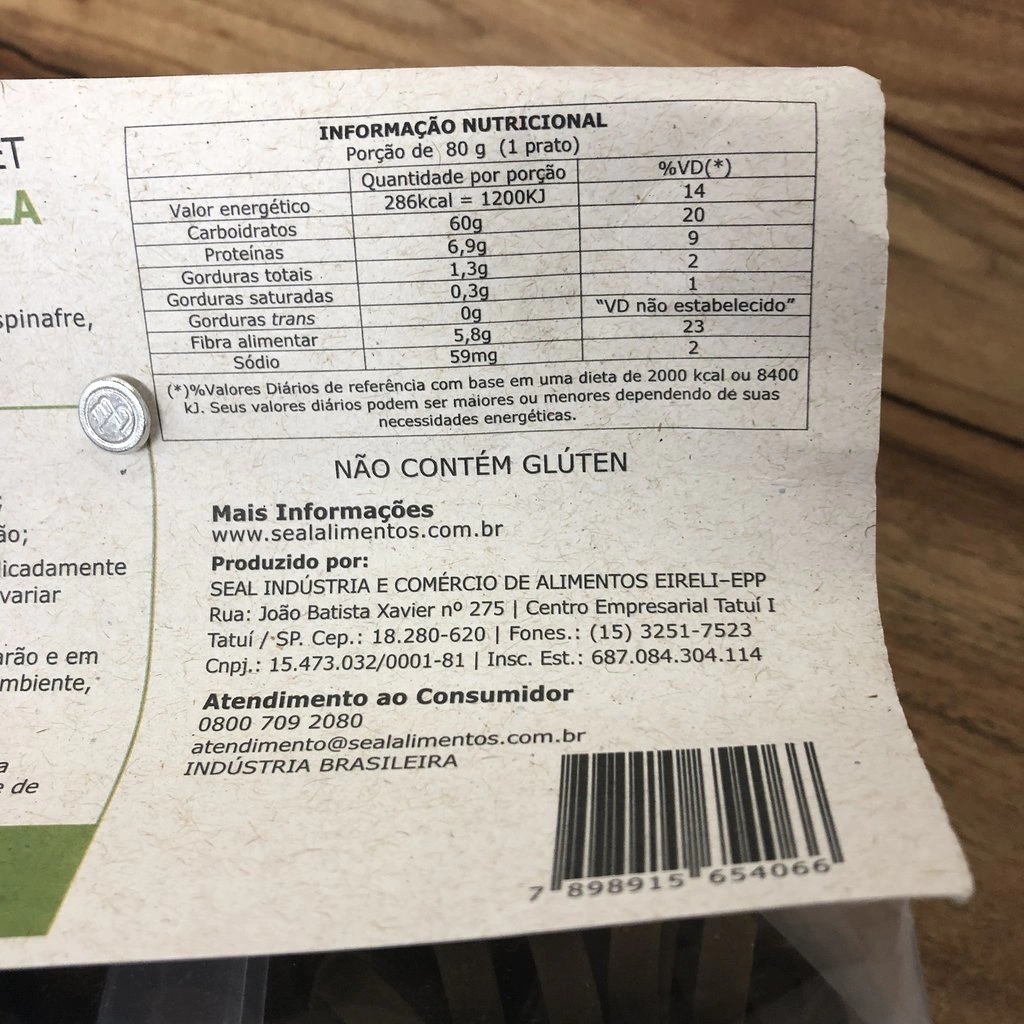 ET
LA
spinafre,
ão;
licadamente
variar
arão e em
mbiente,
a
e de
INFORMAÇÃO NUTRICIONAL
Porção de 80 g (1 prato)
Quantidade por porção %VD(*)
Valor energético 286kcal = 1200KJ 14
Carboidratos 60g 20
Proteínas 6,9g 9
Gorduras totais 1,3g 2
Gorduras saturadas 0,3g 1
Gorduras trans 0g "VD não estabelecido"
Fibra alimentar 5,8g 23
Sódio 59mg 2
(*)%Valores Diários de referência com base em uma dieta de 2000 kcal ou 8400
kJ. Seus valores diários podem ser maiores ou menores dependendo de suas
necessidades energéticas.
NÃO CONTÉM GLÚTEN
Mais Informações
www.sealalimentos.com.br
Produzido por:
SEAL INDÚSTRIA E COMÉRCIO DE ALIMENTOS EIRELI-EPP
Rua: João Batista Xavier nº 275 | Centro Empresarial Tatuí I
Tatuí / SP. Cep.: 18.280-620 | Fones.: (15) 3251-7523
Cnpj.: 15.473.032/0001-81 | Insc. Est.: 687.084.304.114
Atendimento ao Consumidor
0800 709 2080
atendimento@sealalimentos.com.br
INDÚSTRIA BRASILEIRA
7 898915 654066